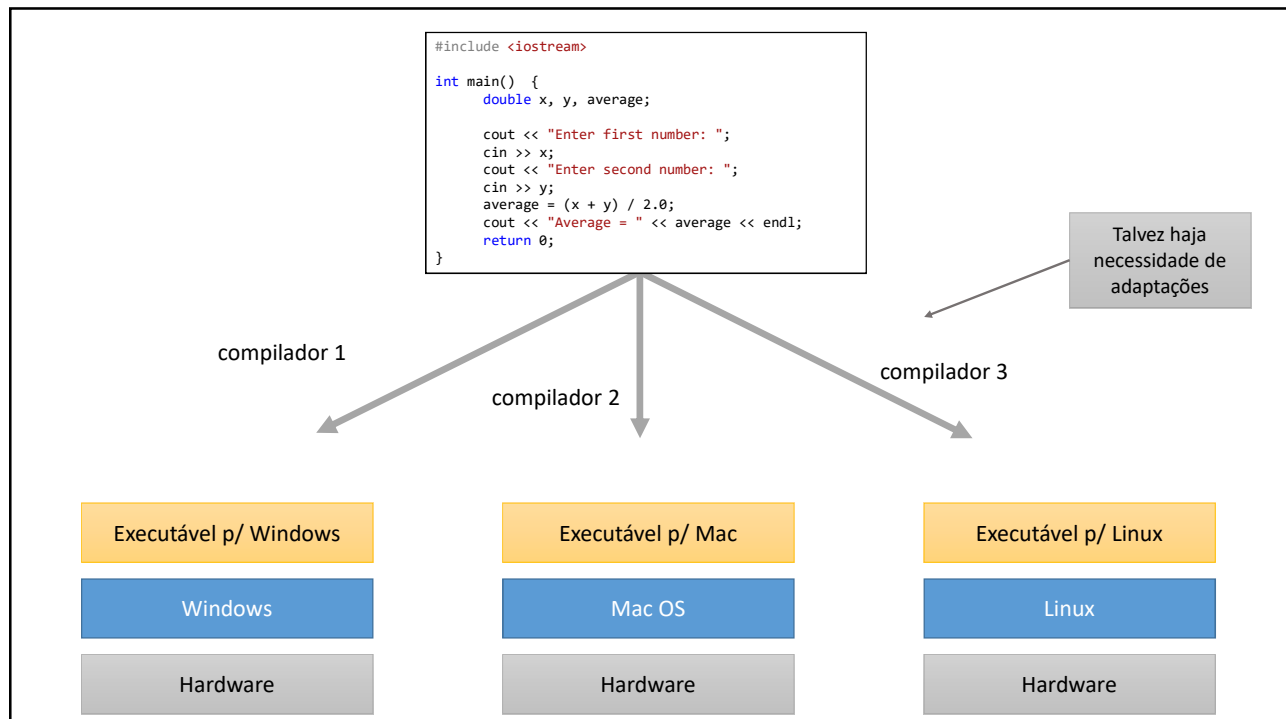 #include <iostream>
int main()  {
double x, y, average;
cout << "Enter first number: ";
cin >> x;
cout << "Enter second number: ";
cin >> y;
average = (x + y) / 2.0;
cout << "Average = " << average << endl;
return 0;
}
Talvez haja
necessidade de
adaptações
compilador 1
compilador 2
compilador 3
Executável p/ Windows
Executável p/ Mac
Executável p/ Linux
Windows
Mac OS
Linux
Hardware
Hardware
Hardware